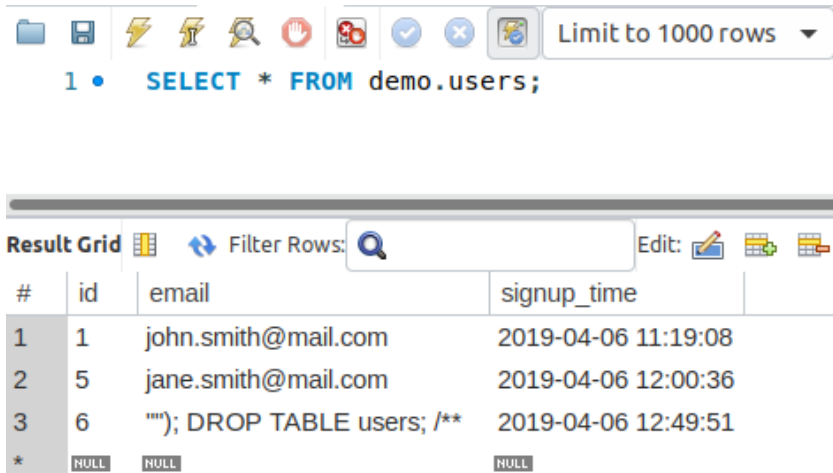 Limit to 1000 rows
1 SELECT * FROM demo.users;
Result Grid Filter Rows: Edit:
# id email signup_time
1 1 john.smith@mail.com 2019-04-06 11:19:08
2 5 jane.smith@mail.com 2019-04-06 12:00:36
3 6 ""); DROP TABLE users; /** 2019-04-06 12:49:51
* NULL NULL NULL